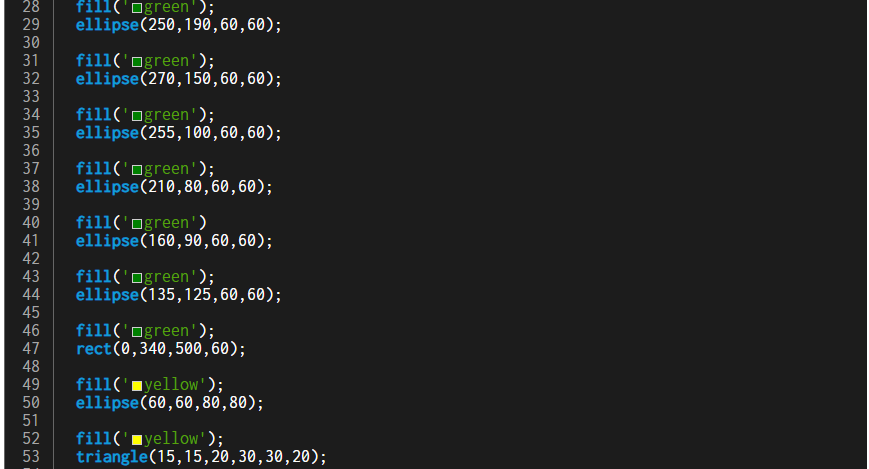 28 fill('green');
29 ellipse(250,190,60,60);
30
31 fill('green');
32 ellipse(270,150,60,60);
33
34 fill('green');
35 ellipse(255,100,60,60);
36
37 fill('green');
38 ellipse(210,80,60,60);
39
40 fill('green')
41 ellipse(160,90,60,60);
42
43 fill('green');
44 ellipse(135,125,60,60);
45
46 fill('green');
47 rect(0,340,500,60);
48
49 fill('yellow');
50 ellipse(60,60,80,80);
51
52 fill('yellow');
53 triangle(15,15,20,30,30,20);